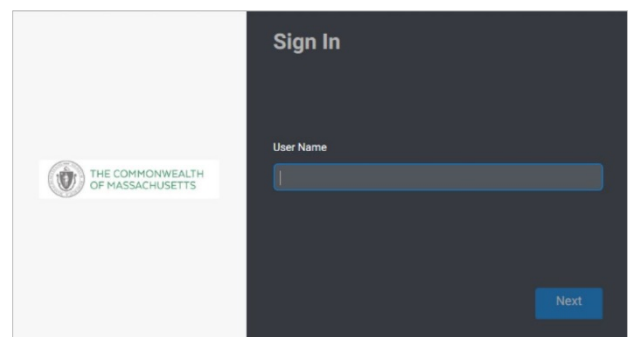 Sign In
User Name
THE COMMONWEALTH
OF MASSACHUSETTS
Next